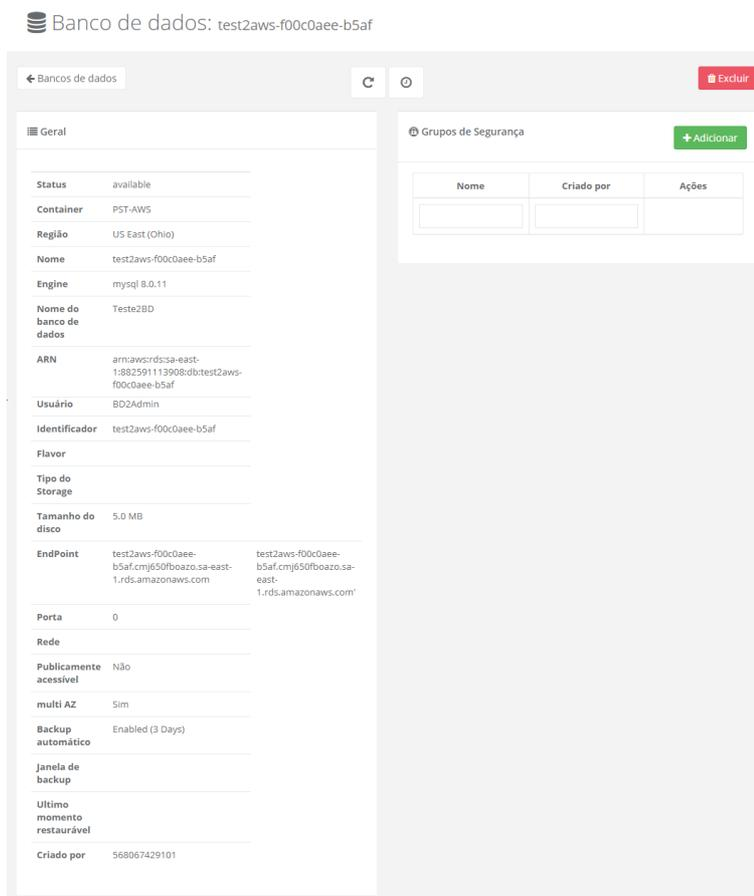 Banco de dados: test2aws-f00c0aee-b5af
Bancos de dados
Excluir
Geral
Status available
Container PST-AWS
Região US East (Ohio)
Nome test2aws-f00c0aee-b5af
Engine mysql 8.0.11
Nome do Teste2BD
banco de
dados
ARN arn:aws:rds:sa-east-
1:882591113908:db:test2aws-
f00c0aee-b5af
Usuário BD2Admin
Identificador test2aws-f00c0aee-b5af
Flavor
Tipo do
Storage
Tamanho do 5.0 MB
disco
EndPoint test2aws-f00c0aee- test2aws-f00c0aee-
b5af.cmj650fboazo.sa-east- b5af.cmj650fboazo.sa-
1.rds.amazonaws.com east-
1.rds.amazonaws.com'
Porta 0
Rede
Publicamente Não
acessível
multi AZ Sim
Backup Enabled (3 Days)
automático
Janela de
backup
Ultimo
momento
restaurável
Criado por 568067429101
Grupos de Segurança
Adicionar
Nome Criado por Ações